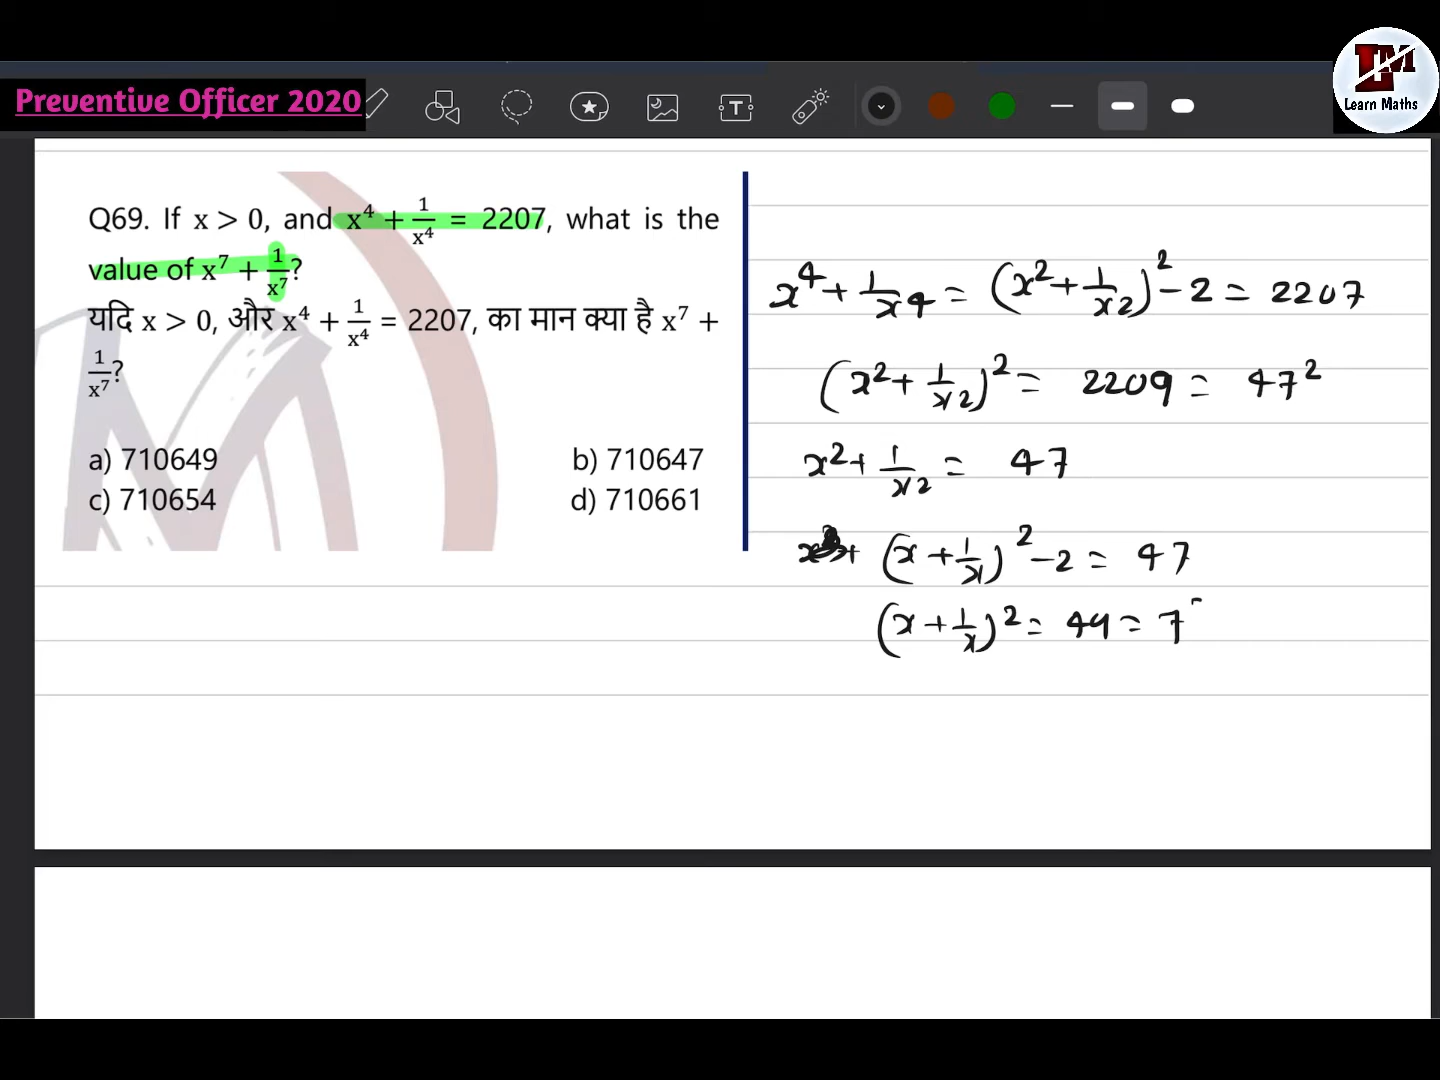 Preventive Officer 2020
T
LM
Learn Maths
Q69. If x > 0, and x⁴ + 1/x⁴ = 2207, what is the
value of x⁷ + 1/x⁷?
यदि x > 0, और x⁴ + 1/x⁴ = 2207, का मान क्या है x⁷ +
1/x⁷?
a) 710649 b) 710647
c) 710654 d) 710661
x⁴ + 1/x⁴ = (x² + 1/x²)² - 2 = 2207
(x² + 1/x²)² = 2209 = 47²
x² + 1/x² = 47
(x + 1/x)² - 2 = 47
(x + 1/x)² = 49 = 7